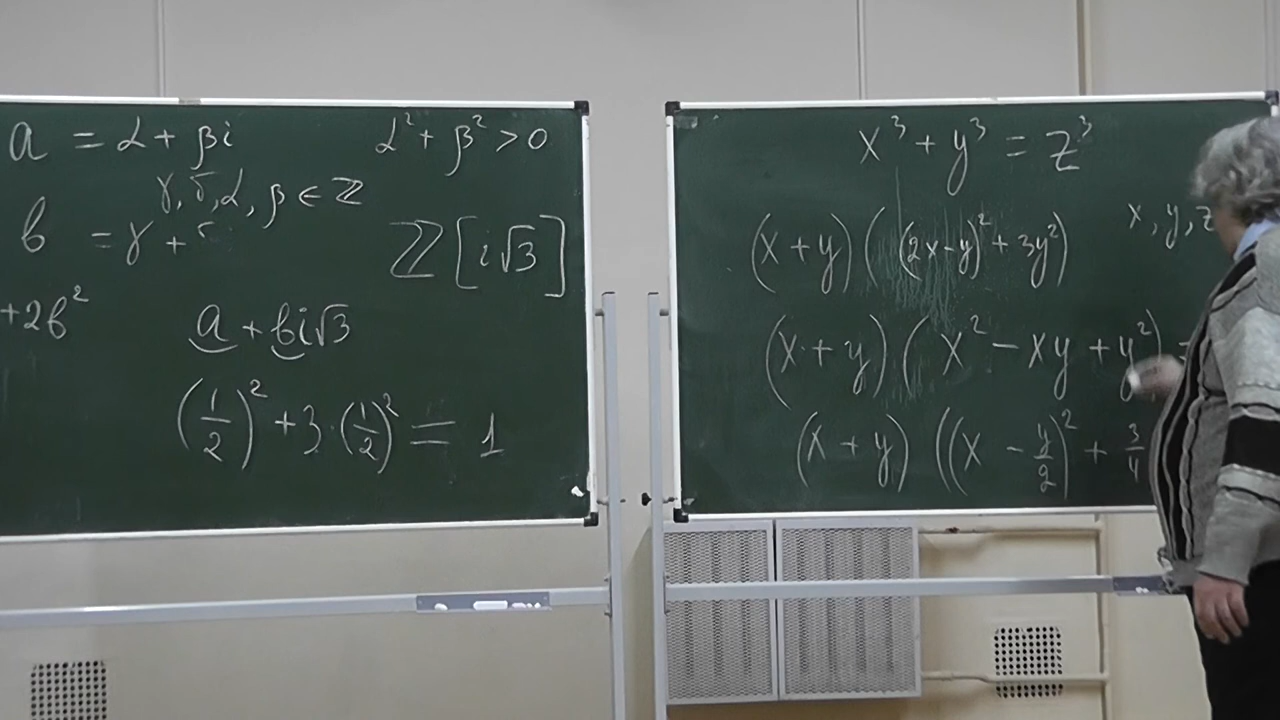 a = α + βi
α² + β² > 0
γ, δ, α, β ∈ ℤ
b = γ + δ
ℤ[i√3]
+2b²
a + bi√3
(1/2)² + 3·(1/2)² = 1
x³ + y³ = z³
x, y, z
(x + y)((2x-y)² + 3y²)
(x + y)(x² - xy + y²) =
(x + y)((x - y/2)² + 3/4